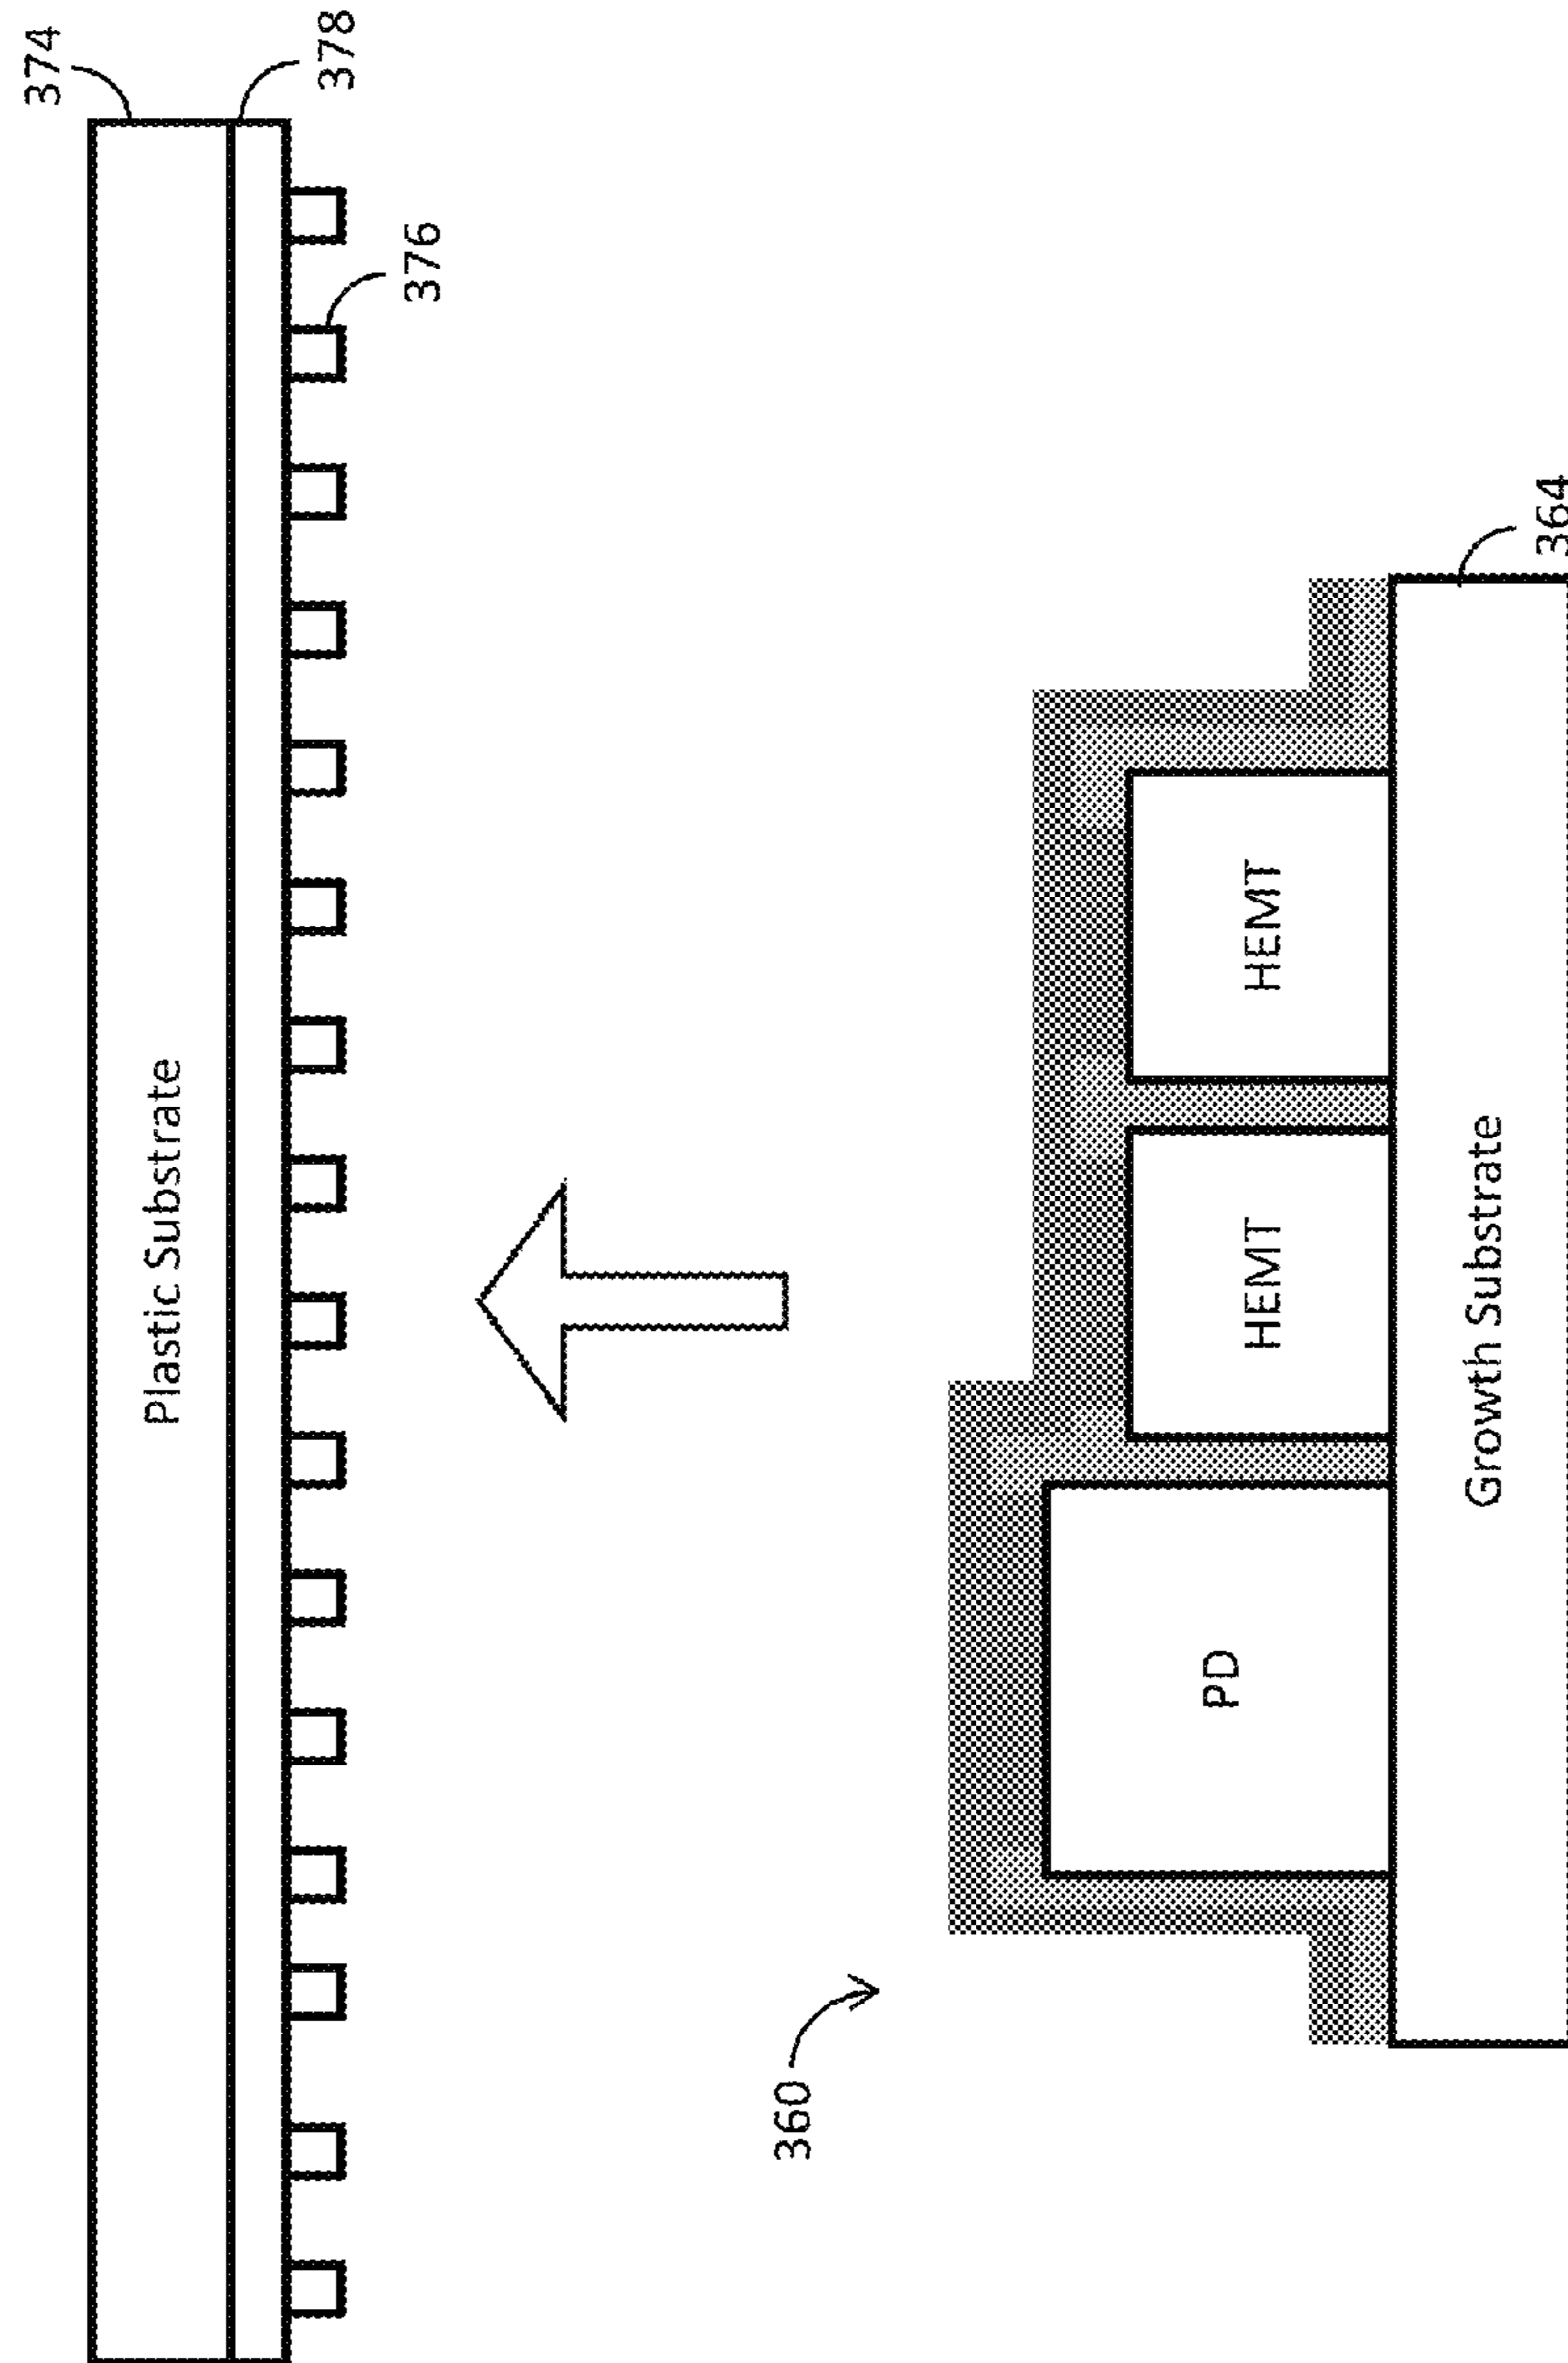 374
378
Plastic Substrate
376
360
PD
HEMT
HEMT
Growth Substrate
364